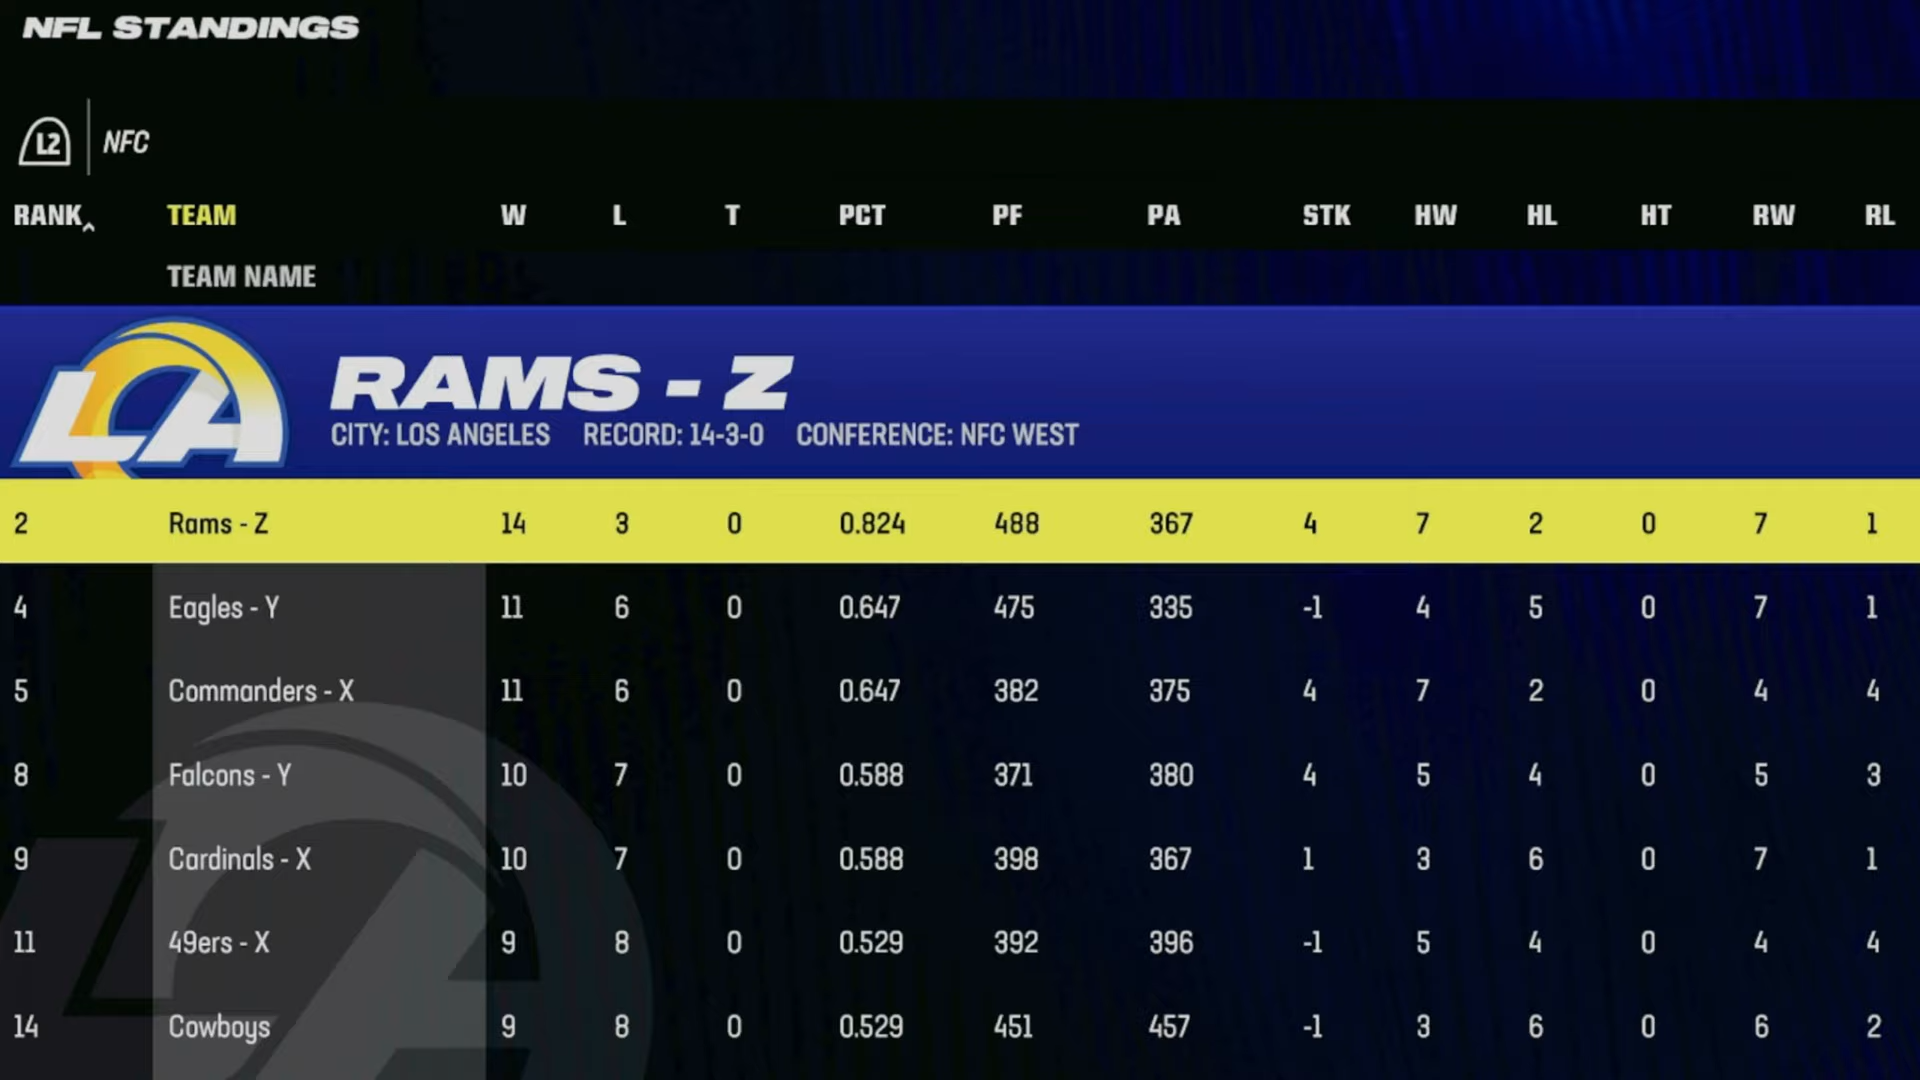 NFL STANDINGS
L2 NFC
RANK TEAM W L T PCT PF PA STK HW HL HT RW RL
TEAM NAME
LA
RAMS - Z
CITY: LOS ANGELES RECORD: 14-3-0 CONFERENCE: NFC WEST
2 Rams - Z 14 3 0 0.824 488 367 4 7 2 0 7 1
4 Eagles - Y 11 6 0 0.647 475 335 -1 4 5 0 7 1
5 Commanders - X 11 6 0 0.647 382 375 4 7 2 0 4 4
8 Falcons - Y 10 7 0 0.588 371 380 4 5 4 0 5 3
9 Cardinals - X 10 7 0 0.588 398 367 1 3 6 0 7 1
11 49ers - X 9 8 0 0.529 392 396 -1 5 4 0 4 4
14 Cowboys 9 8 0 0.529 451 457 -1 3 6 0 6 2